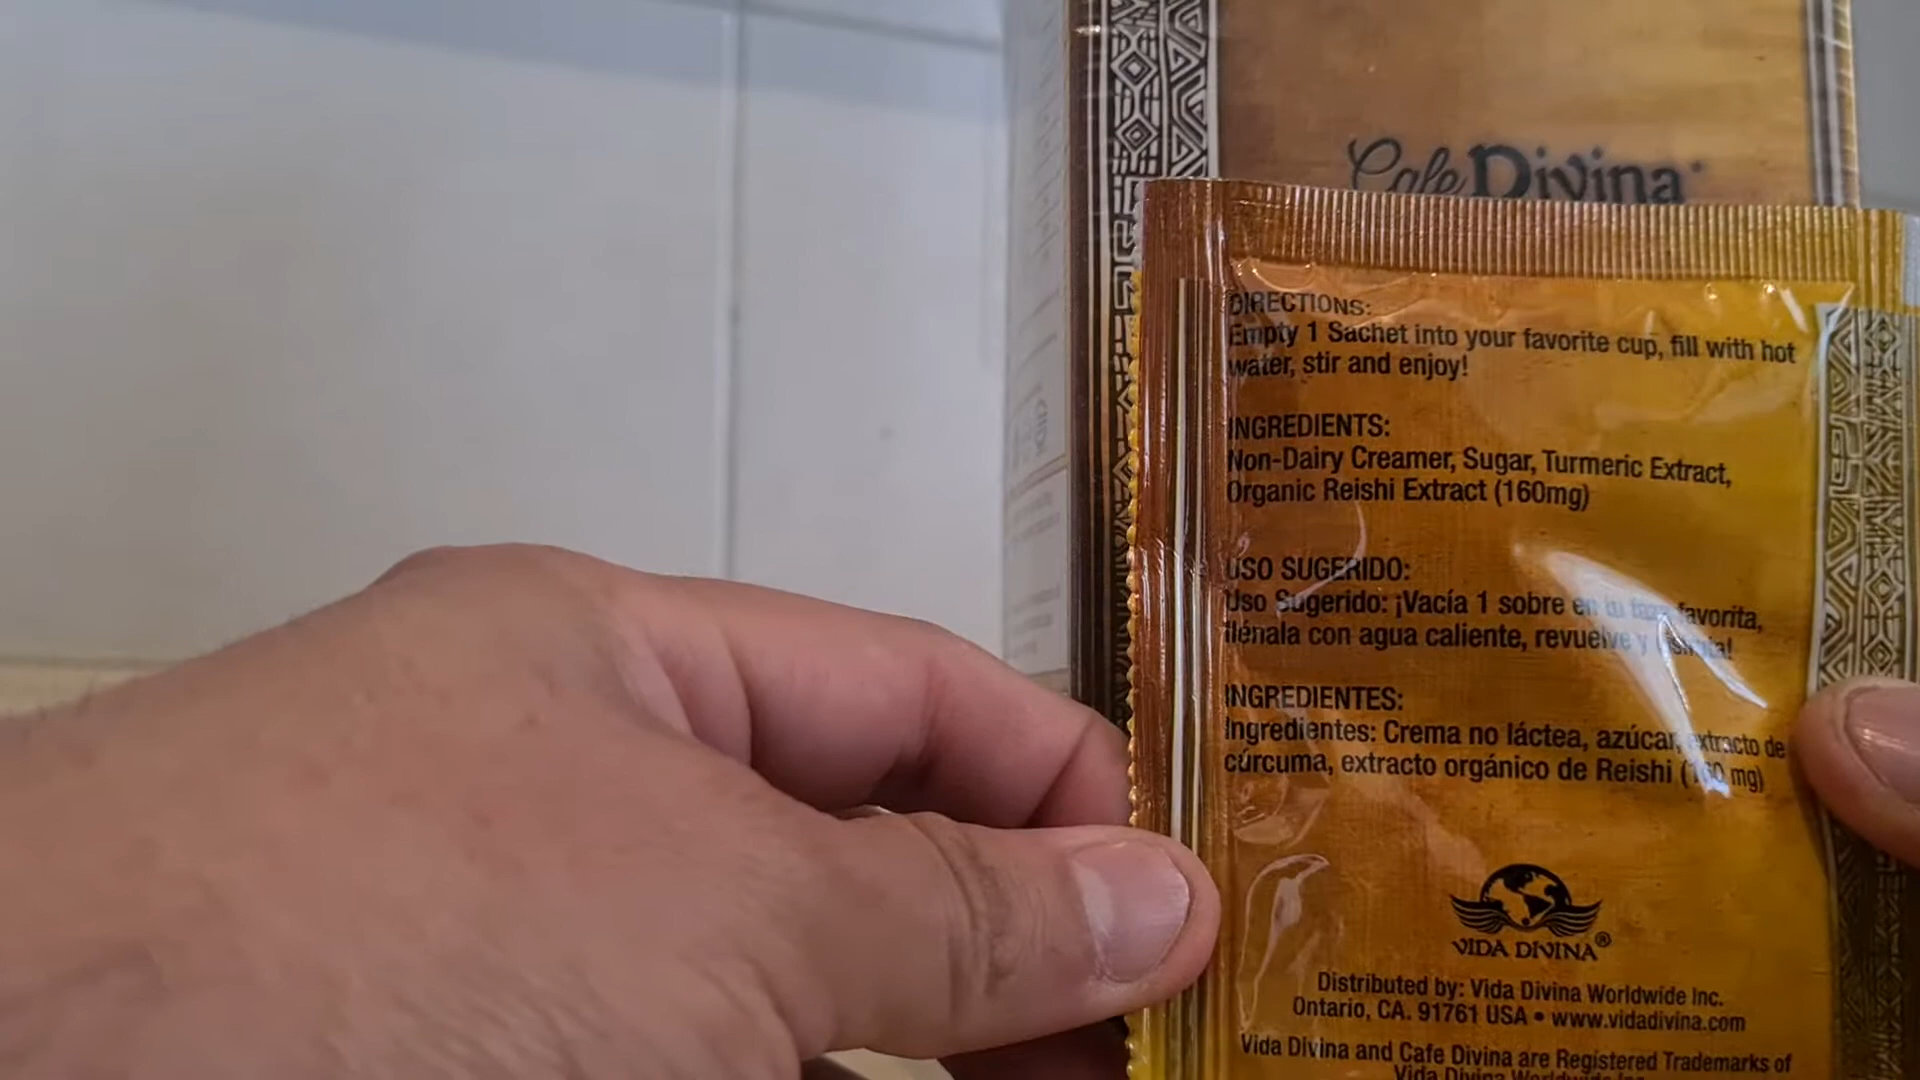 Cafe Divina
DIRECTIONS:
Empty 1 Sachet into your favorite cup, fill with hot
water, stir and enjoy!
INGREDIENTS:
Non-Dairy Creamer, Sugar, Turmeric Extract,
Organic Reishi Extract (160mg)
USO SUGERIDO:
Uso Sugerido: ¡Vacía 1 sobre en tu taza favorita,
llénala con agua caliente, revuelve y
INGREDIENTES:
Ingredientes: Crema no láctea, azúcar, extracto de
cúrcuma, extracto orgánico de Reishi (160 mg)
VIDA DIVINA®
Distributed by: Vida Divina Worldwide Inc.
Ontario, CA. 91761 USA • www.vidadivina.com
Vida Divina and Cafe Divina are Registered Trademarks of
Vida Divina Worldwide Inc.